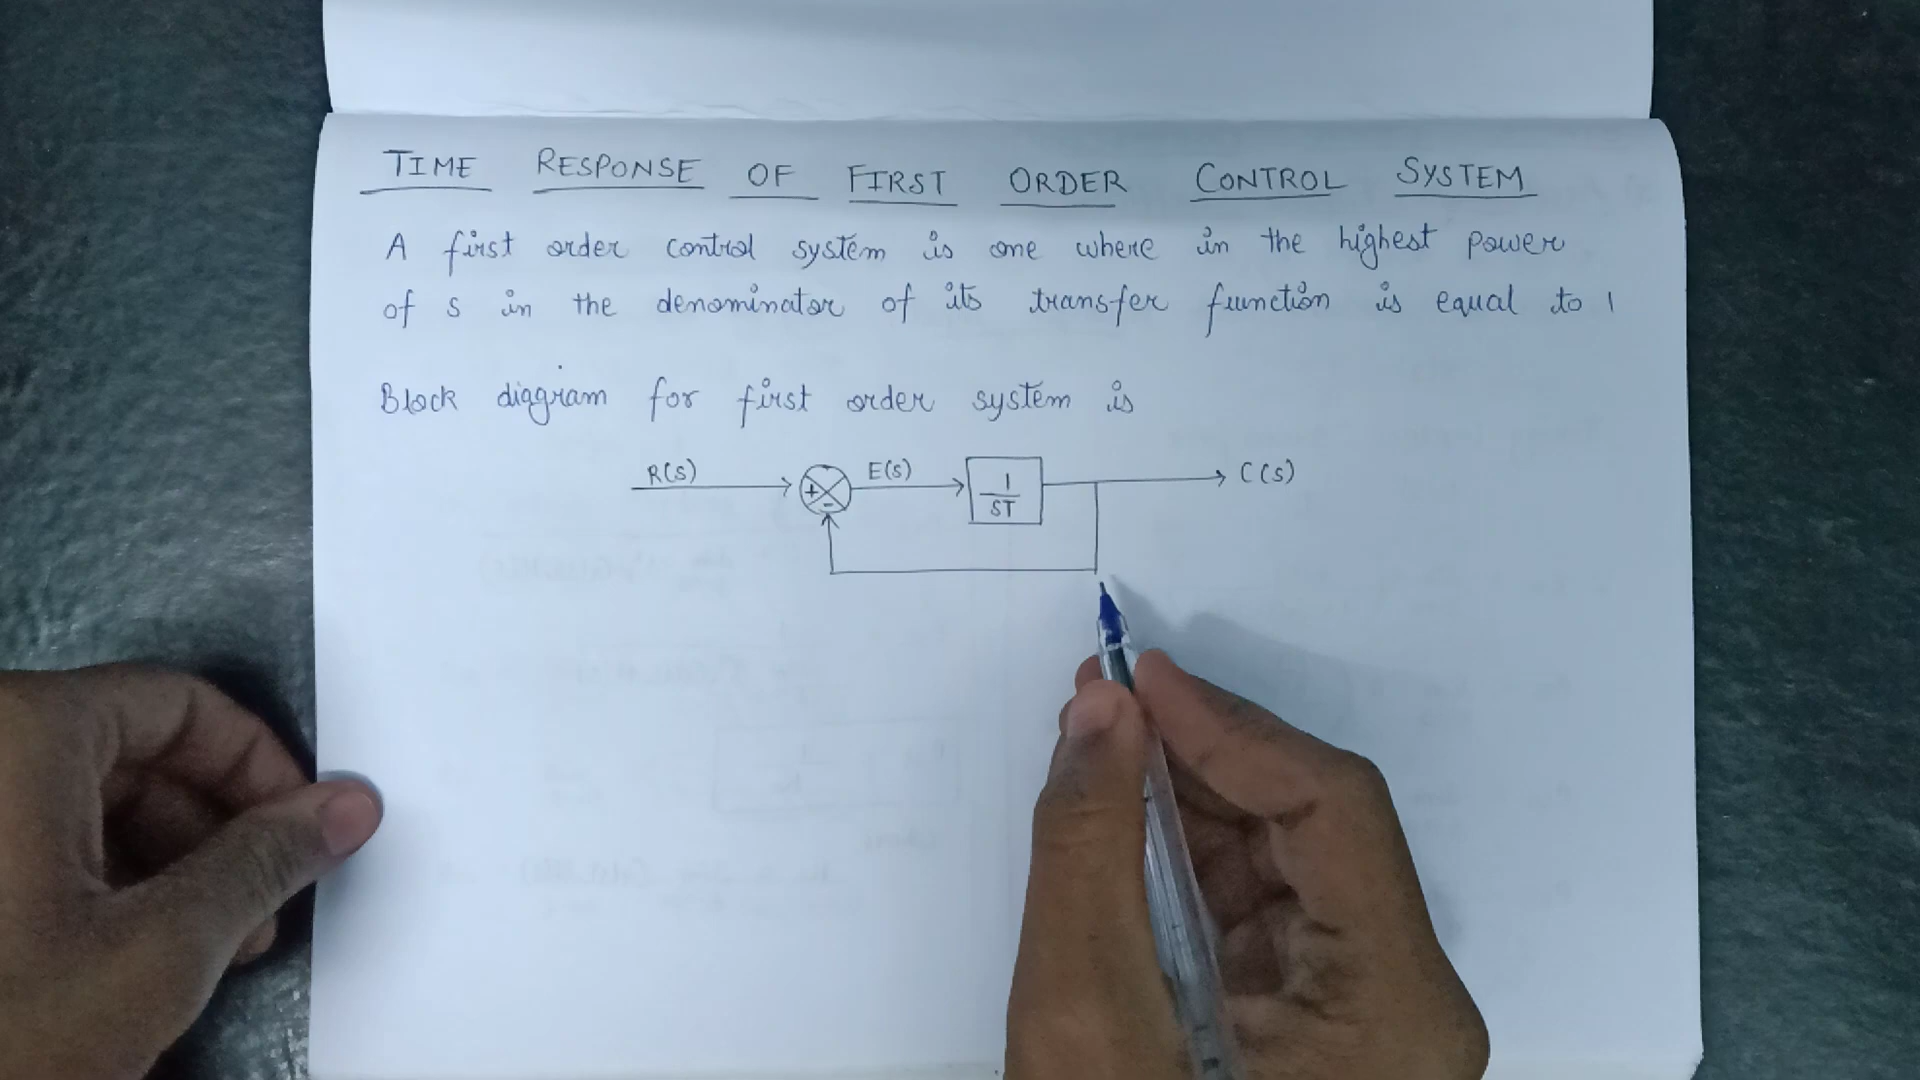 TIME RESPONSE OF FIRST ORDER CONTROL SYSTEM
A first order control system is one where in the highest power
of s in the denominator of its transfer function is equal to 1
Block diagram for first order system is
R(s) + - E(s) 1/ST C(s)